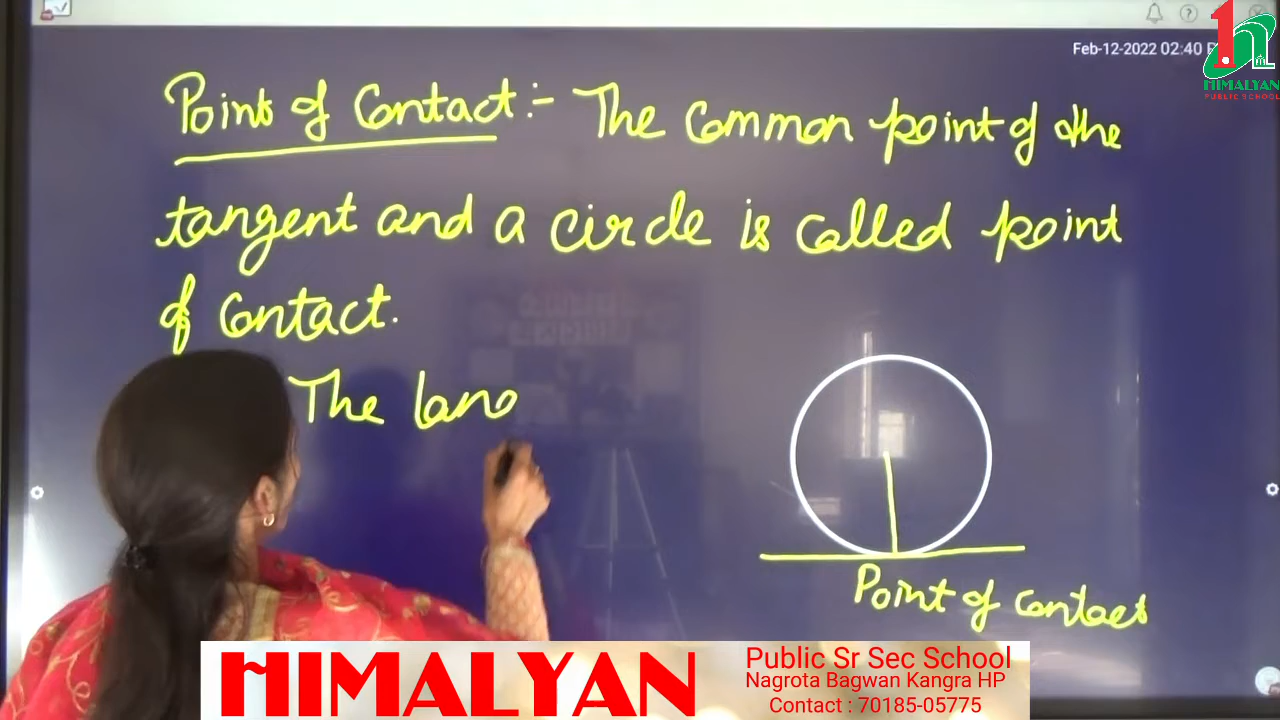 Feb-12-2022 02:40 P
HIMALYAN
PUBLIC SCHOOL
Point of Contact :- The Common point of the
tangent and a circle is called point
of Contact.
The
Point of contact
HIMALYAN
Public Sr Sec School
Nagrota Bagwan Kangra HP
Contact : 70185-05775